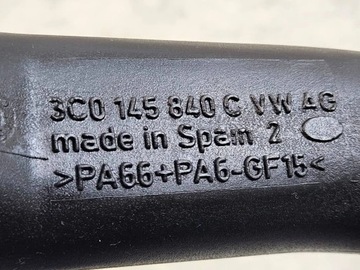 3C0 145 840 C VW AG
made in Spain 2
>PA66+PA6-GF15<